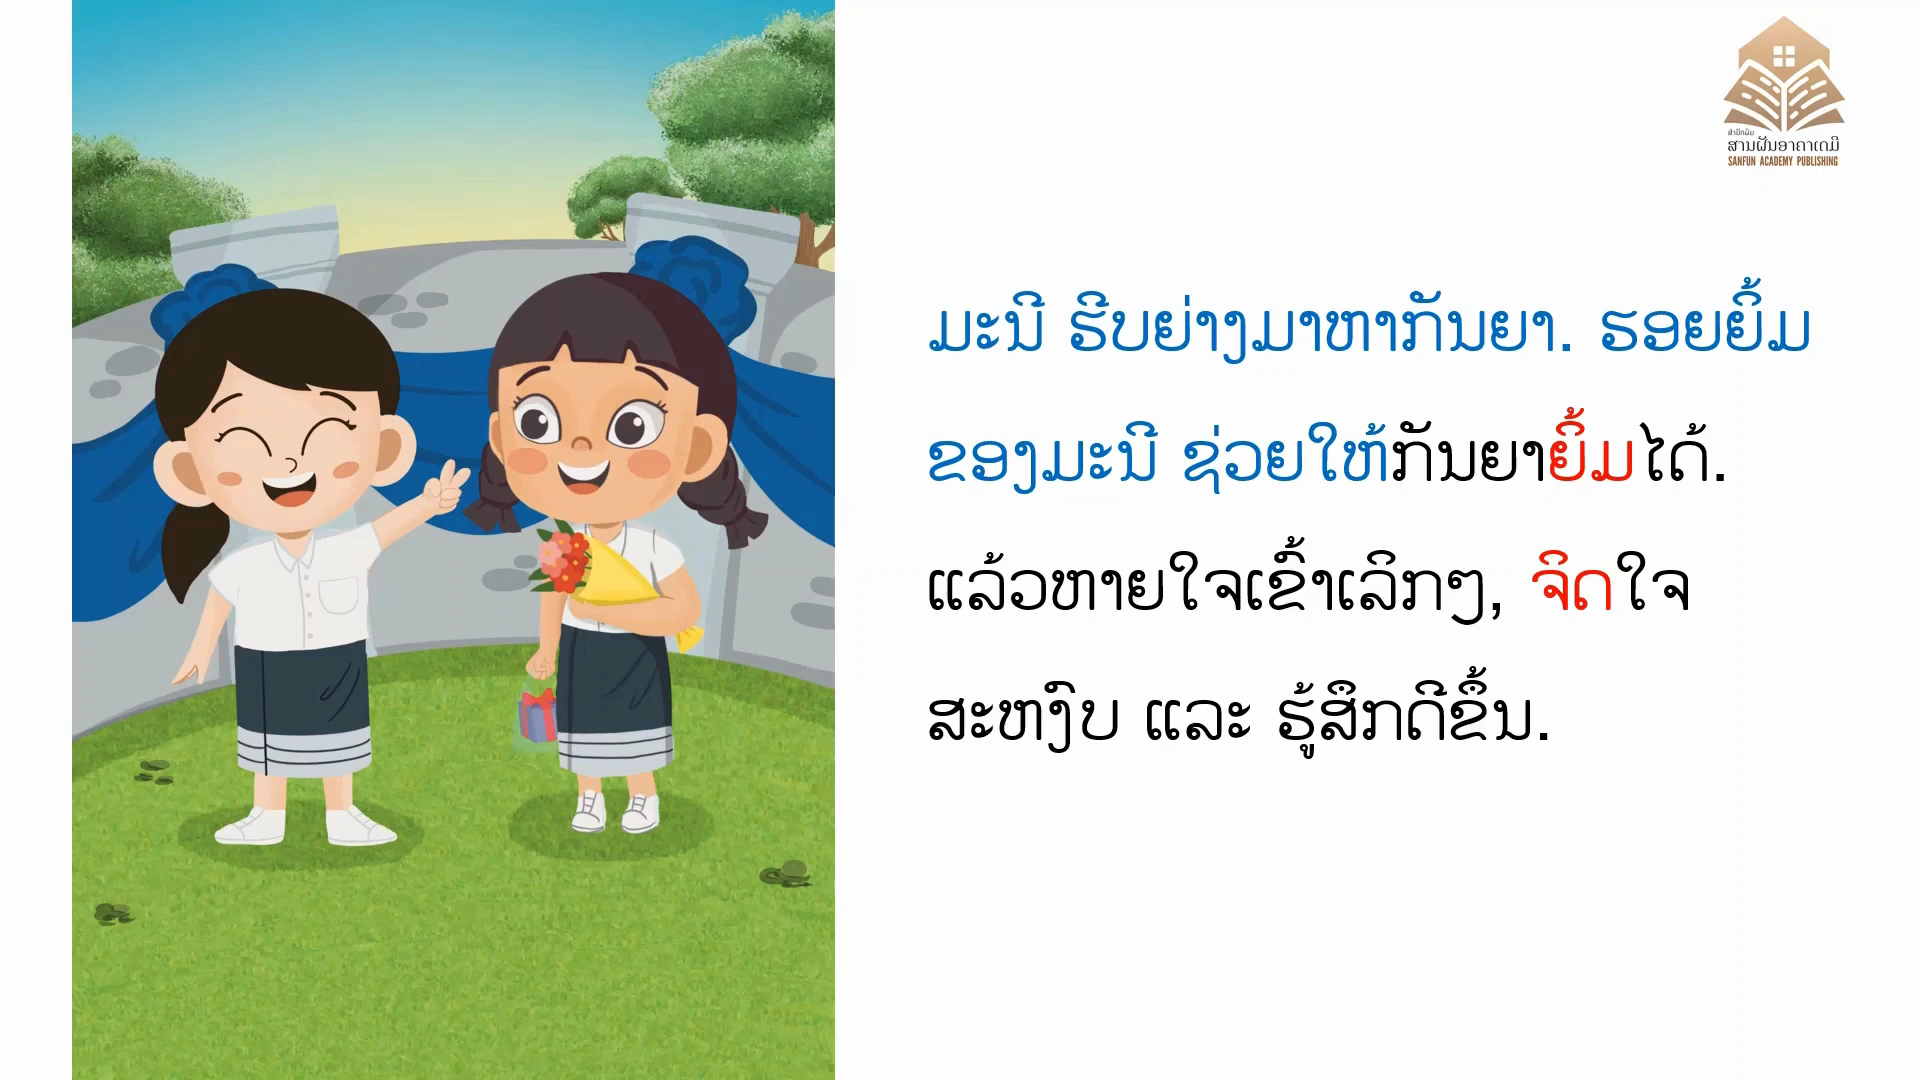 ສຳນັກພິມ
ສານຝັນອາຄາເດມີ
SANFUN ACADEMY PUBLISHING
ມະນີ ຮີບຍ່າງມາຫາກັນຍາ. ຮອຍຍິ້ມ
ຂອງມະນີ ຊ່ວຍໃຫ້ກັນຍາຍິ້ມໄດ້.
ແລ້ວຫາຍໃຈເຂົ້າເລິກໆ, ຈິດໃຈ
ສະຫງົບ ແລະ ຮູ້ສຶກດີຂຶ້ນ.